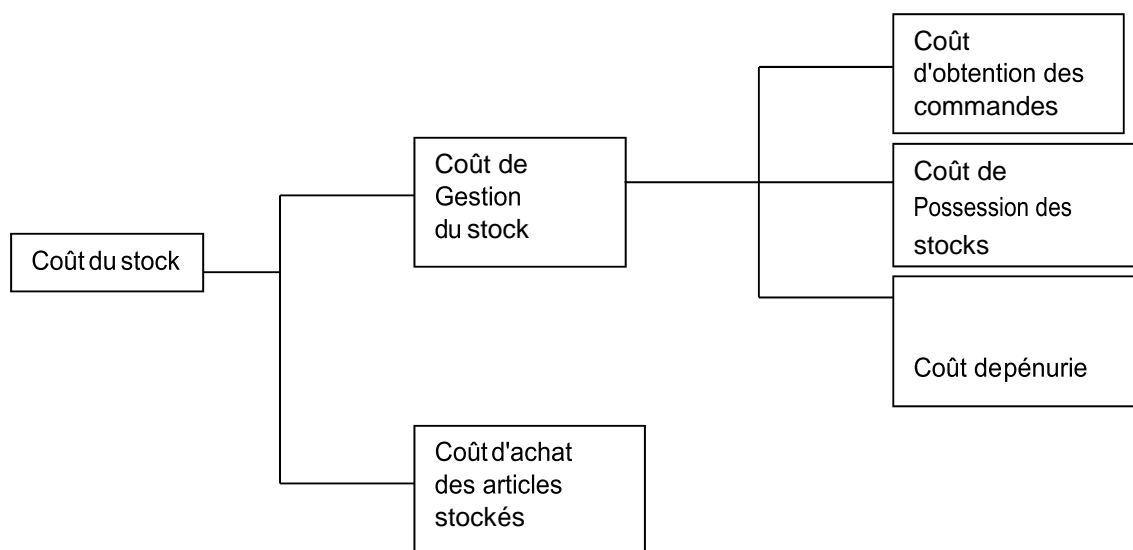 Coût du stock
Coût de
Gestion
du stock
Coût d'achat
des articles
stockés
Coût
d'obtention des
commandes
Coût de
Possession des
stocks
Coût depénurie